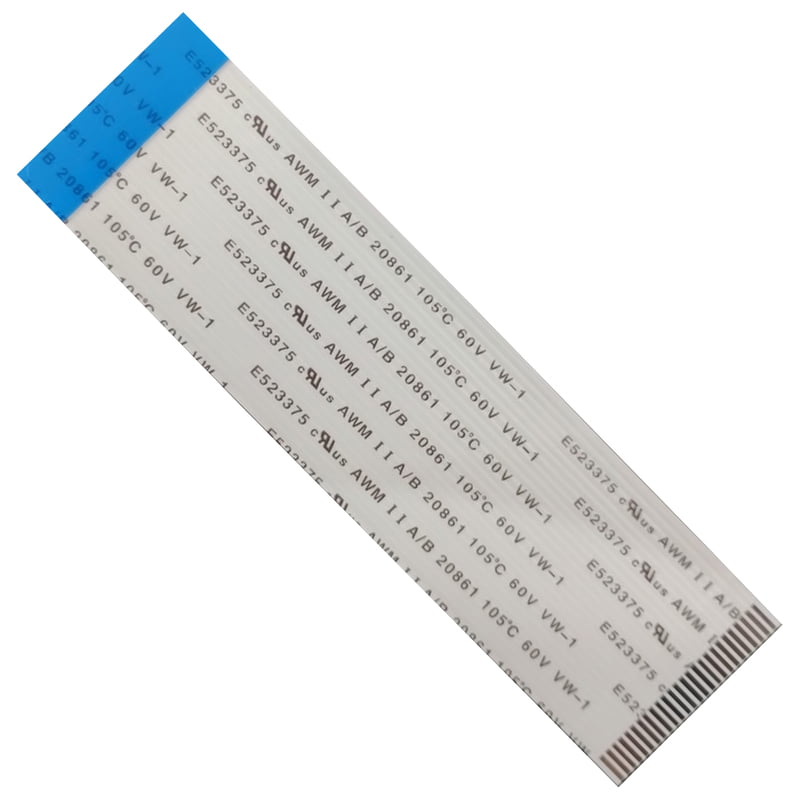 E523375 cRUus AWM I I A/B 20861 105℃ 60V VW-1
E523375 cRUus AWM I I A/B 20861 105℃ 60V VW-1
E523375 cRUus AWM I I A/B 20861 105℃ 60V VW-1
E523375 cRUus AWM I I A/B 20861 105℃ 60V VW-1
E523375 cRUus AWM I I A/B 20861 105℃ 60V VW-1
E523375 cRUus AWM I I A/B 20861 105℃ 60V VW-1
E523375 cRUus AWM I I A/B
E523375 cRUus AWM
E523375 cRUus
E523375
VW-1
VW-1
105℃ 60V VW-1
20861 105℃ 60V VW-1